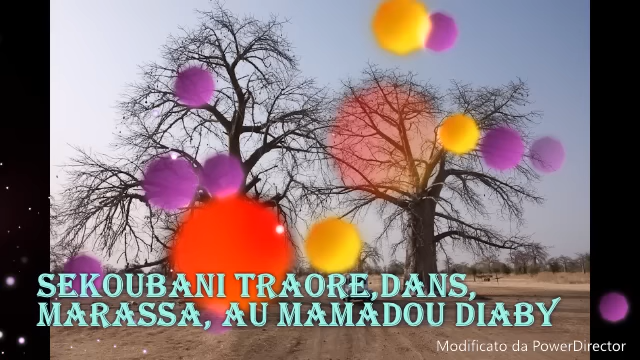 SEKOUBANI TRAORE,DANS,
MARASSA, AU MAMADOU DIABY
Modificato da PowerDirector